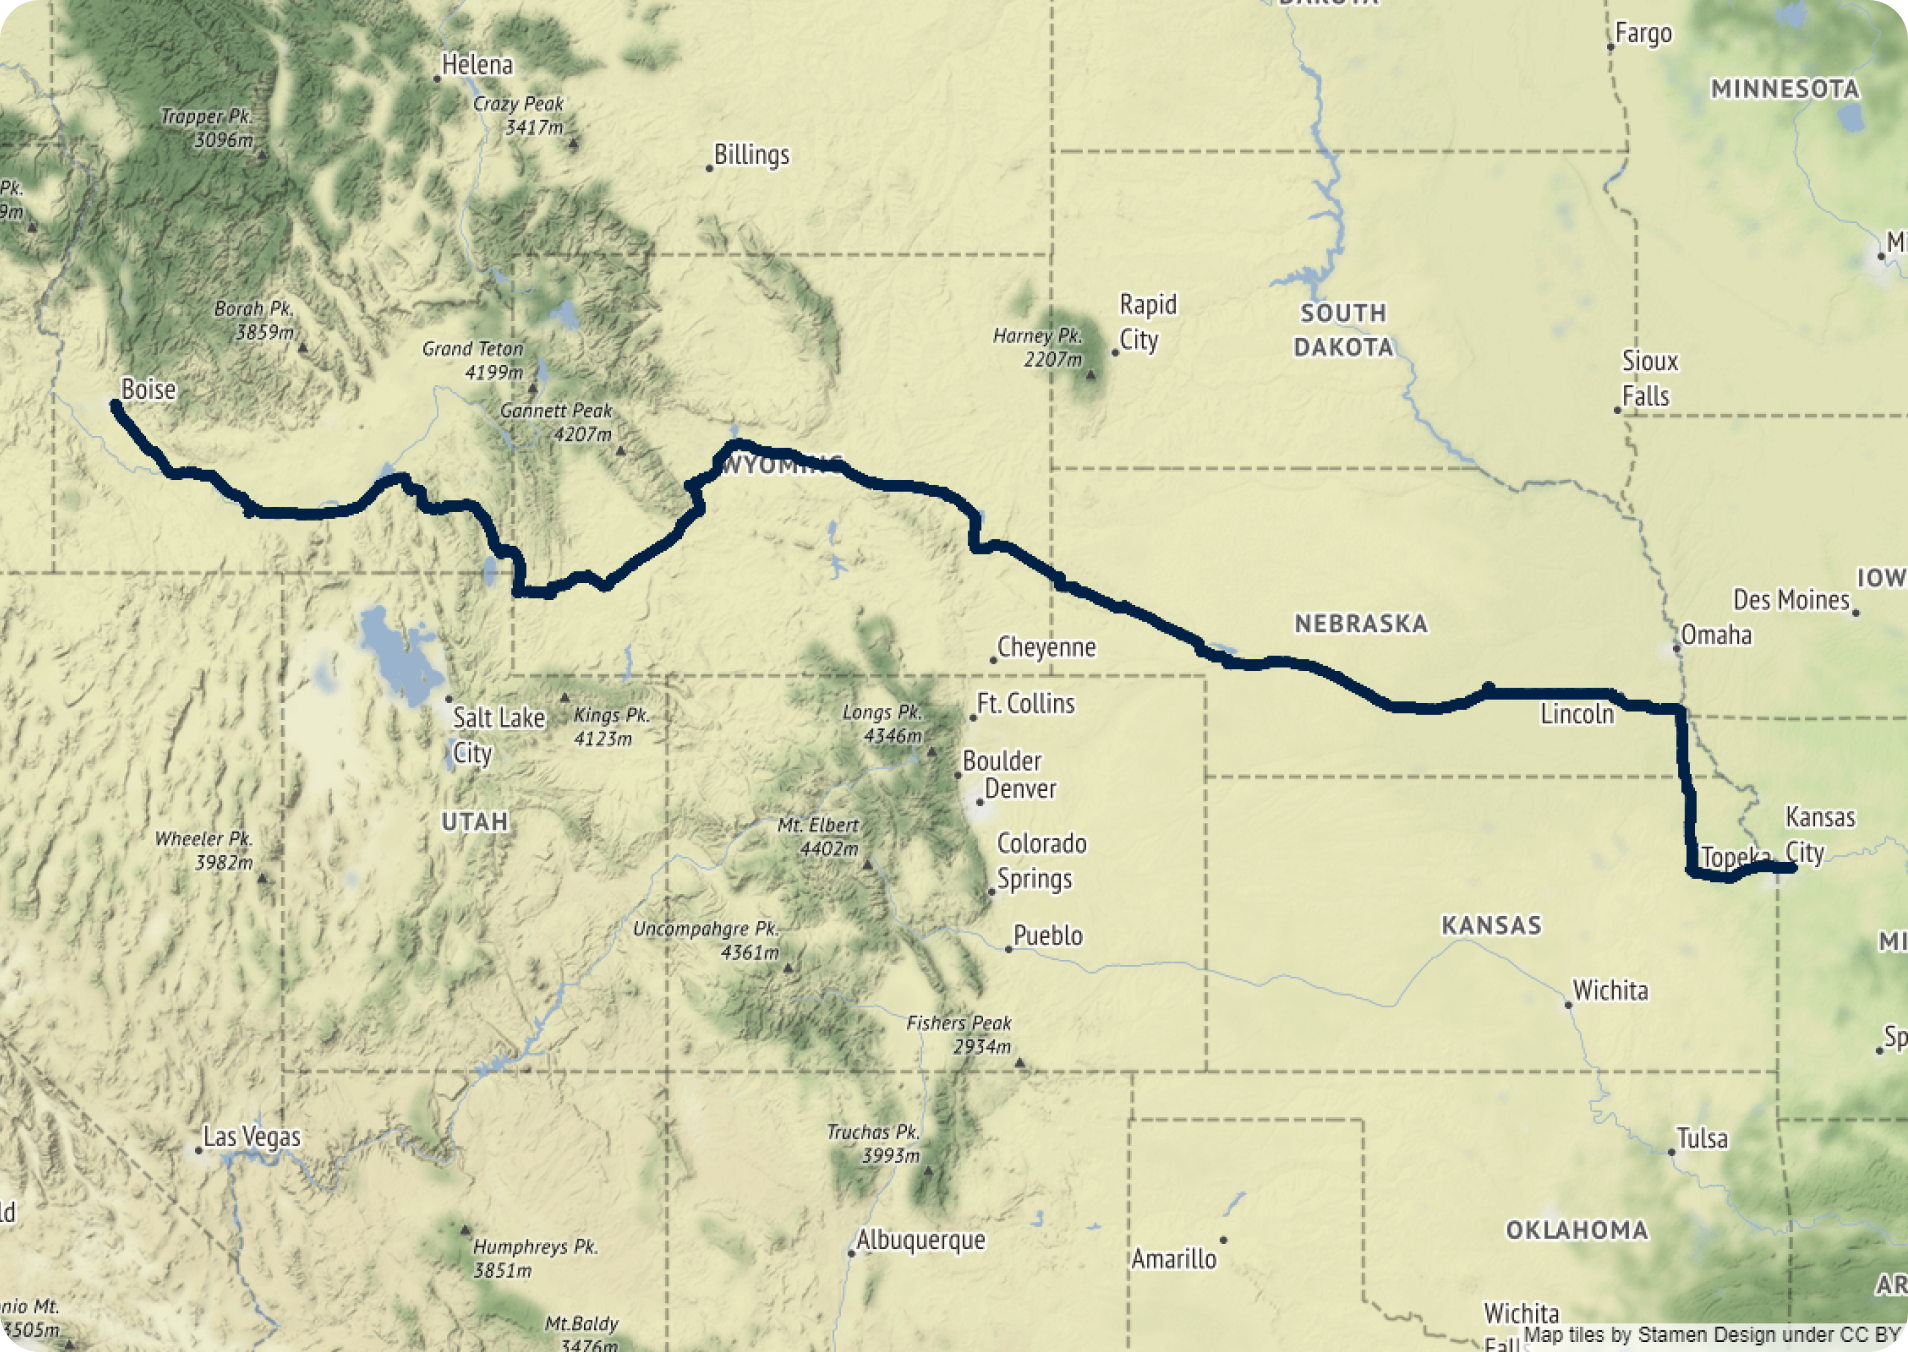 DAKOTA
Fargo
Helena
MINNESOTA
Crazy Peak
3417m
Trapper Pk.
3096m
Billings
Pk.
9m
Mi
Rapid
City
SOUTH
DAKOTA
Borah Pk.
3859m
Harney Pk.
2207m
Grand Teton
4199m
Sioux
Falls
Boise
Gannett Peak
4207m
WYOMING
IOW
Des Moines
NEBRASKA
Omaha
Cheyenne
Ft. Collins
Lincoln
Salt Lake
City
Kings Pk.
4123m
Longs Pk.
4346m
Boulder
Denver
UTAH
Kansas
City
Mt. Elbert
4402m
Wheeler Pk.
3982m
Colorado
Springs
Topeka
Uncompahgre Pk.
4361m
Pueblo
KANSAS
MI
Wichita
Fishers Peak
2934m
Sp
Las Vegas
Truchas Pk.
3993m
Tulsa
ld
Humphreys Pk.
3851m
Albuquerque
Amarillo
OKLAHOMA
AR
nio Mt.
3505m
Mt.Baldy
3476m
Wichita
Falls
Map tiles by Stamen Design under CC BY